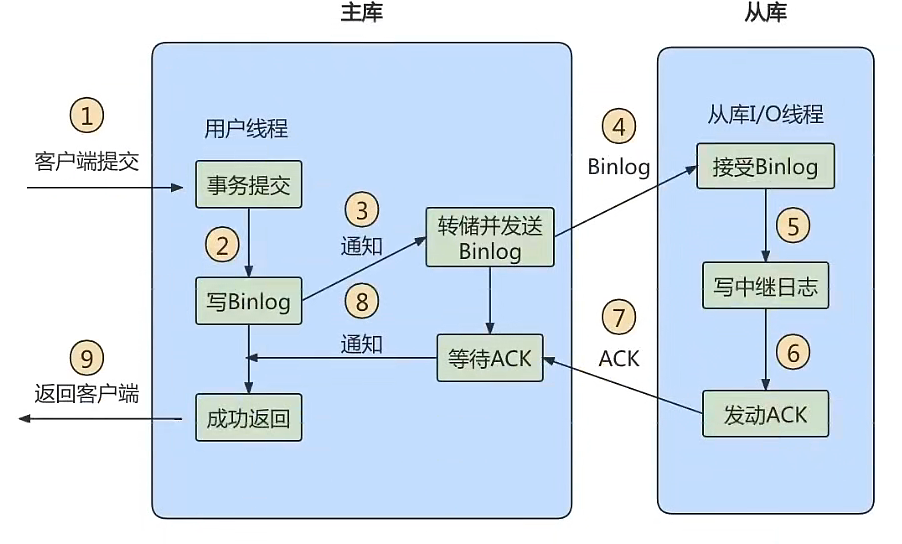 主库
从库
①
客户端提交
用户线程
事务提交
②
写Binlog
③
通知
转储并发送
Binlog
④
Binlog
从库I/O线程
接受Binlog
⑤
写中继日志
⑥
发动ACK
⑦
ACK
等待ACK
⑧
通知
成功返回
⑨
返回客户端